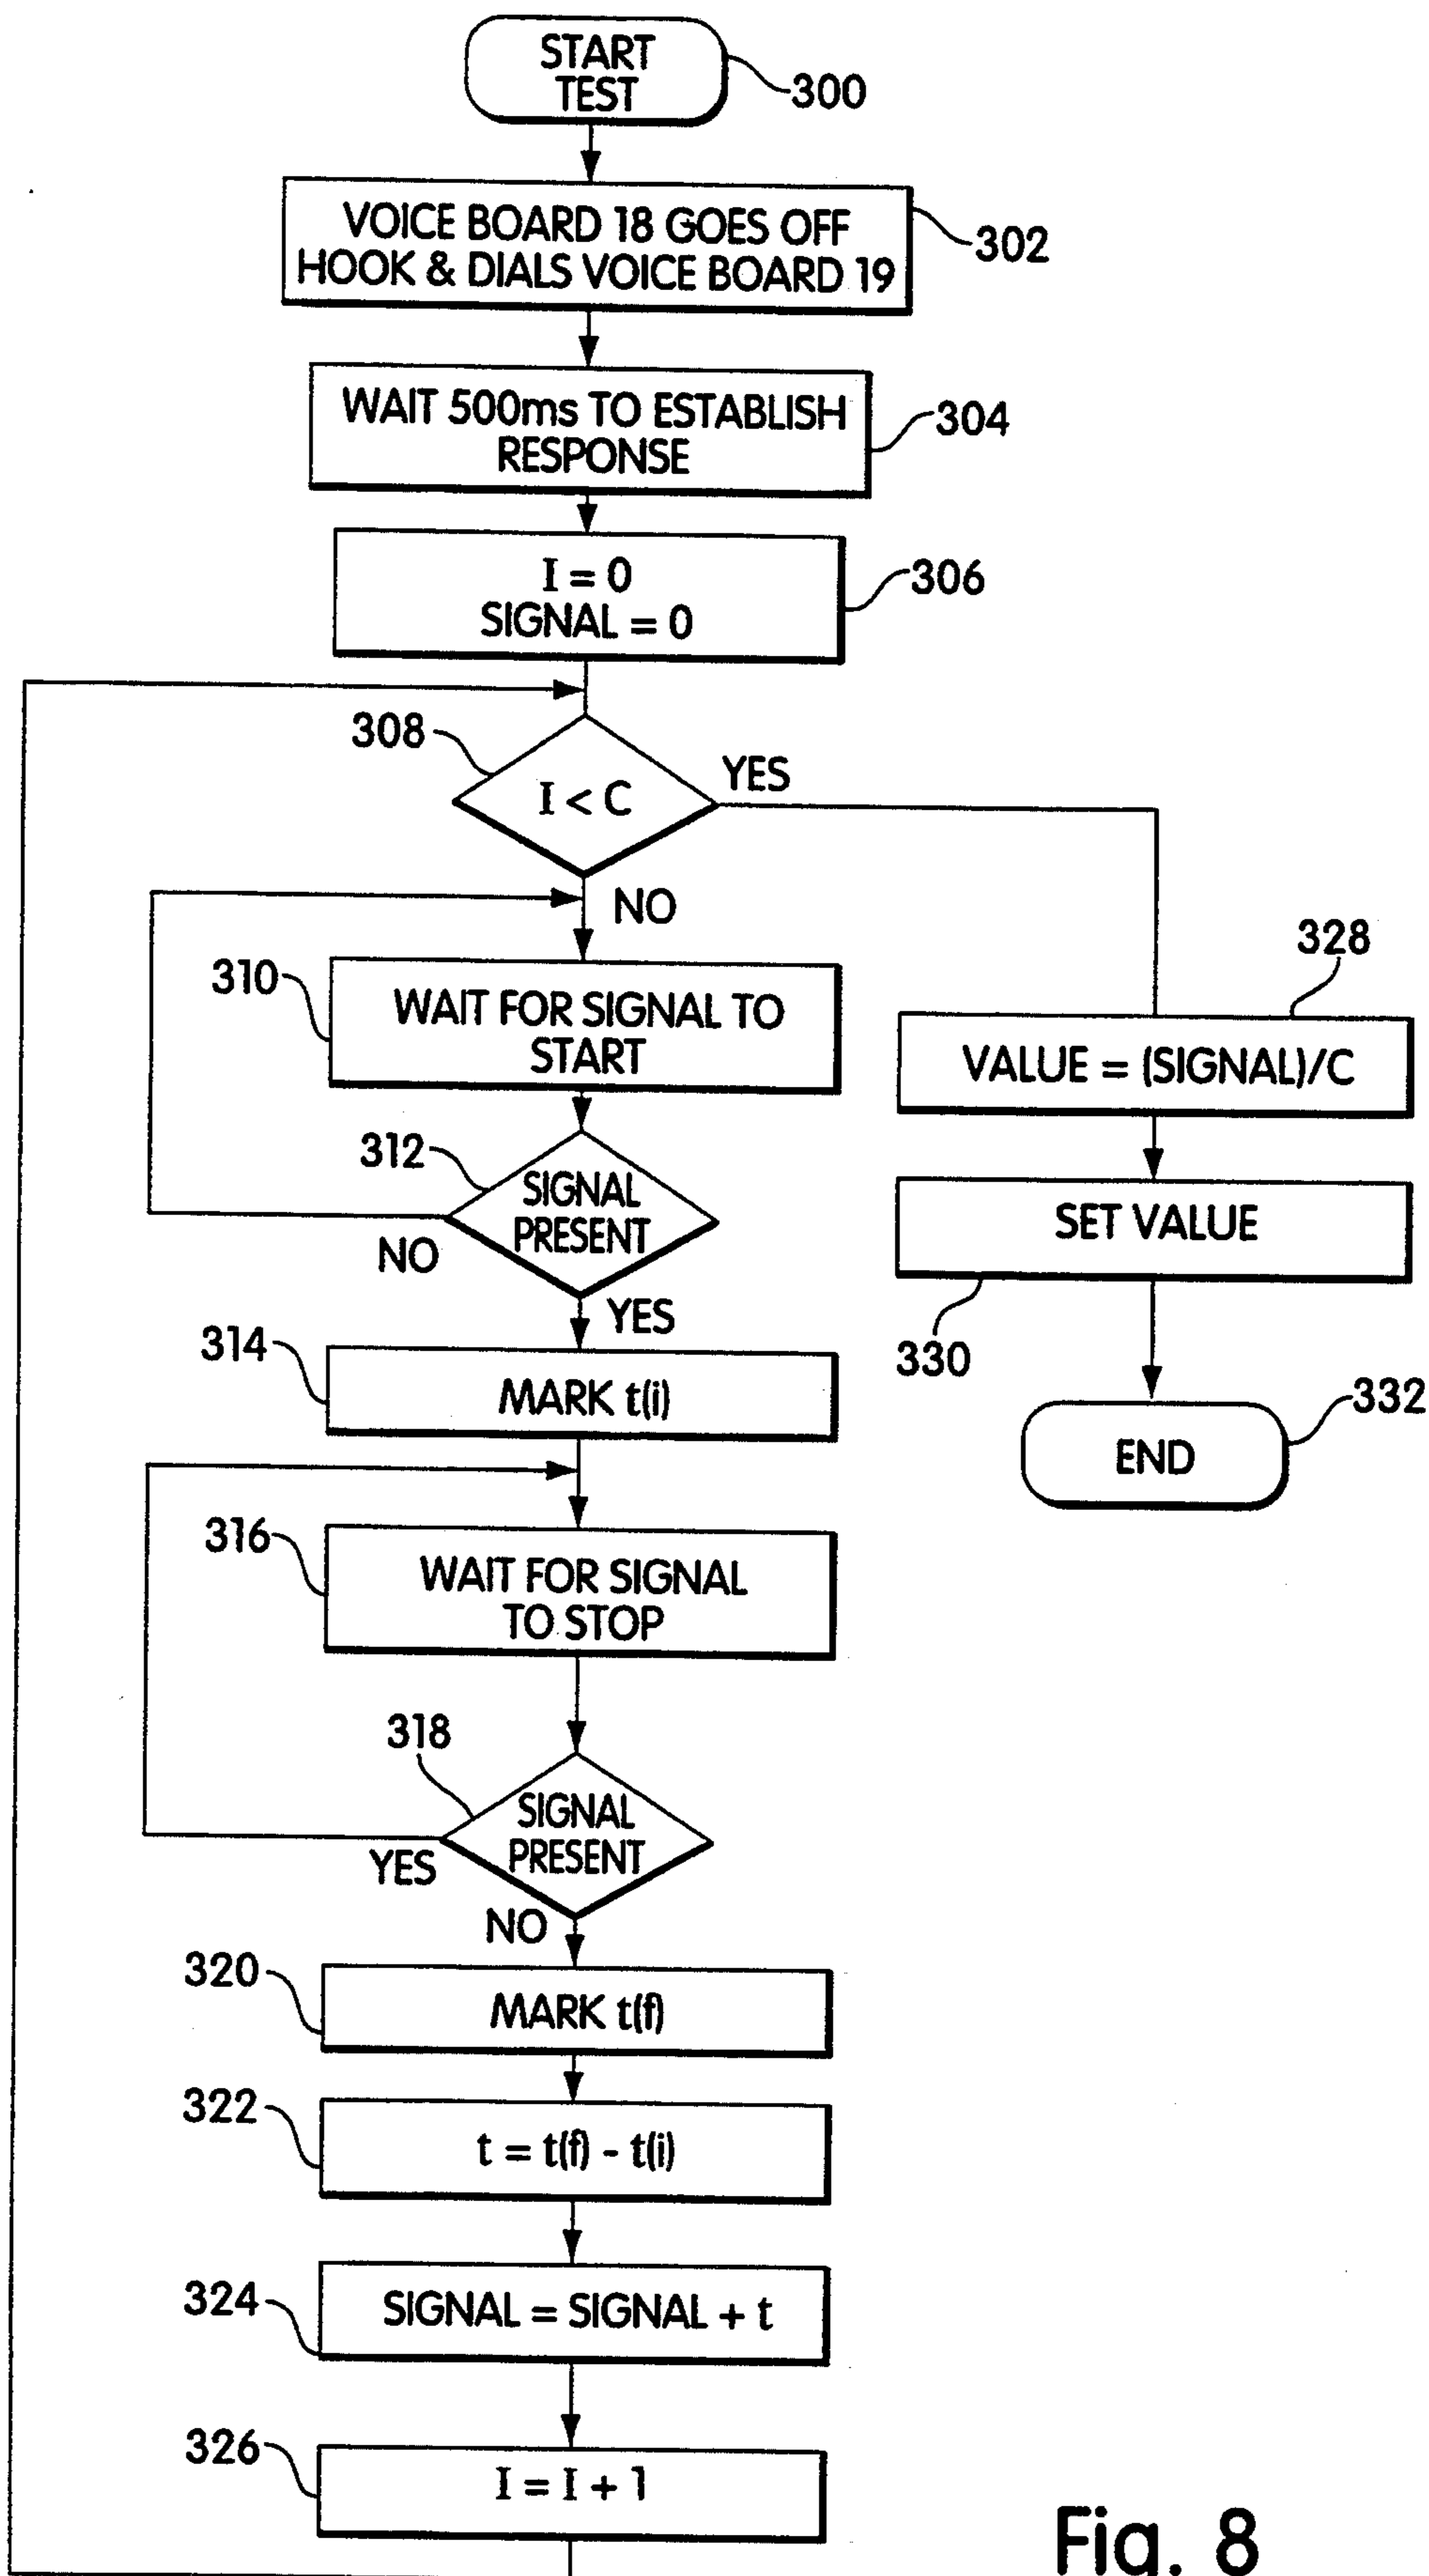 START
TEST
300
VOICE BOARD 18 GOES OFF
HOOK & DIALS VOICE BOARD 19
302
WAIT 500ms TO ESTABLISH
RESPONSE
304
I = 0
SIGNAL = 0
306
308
I < C
YES
NO
310
WAIT FOR SIGNAL TO
START
328
VALUE = (SIGNAL)/C
312
SIGNAL
PRESENT
NO
YES
SET VALUE
330
314
MARK t(i)
332
END
316
WAIT FOR SIGNAL
TO STOP
318
SIGNAL
PRESENT
YES
NO
320
MARK t(f)
322
t = t(f) - t(i)
324
SIGNAL = SIGNAL + t
326
I = I + 1
Fig. 8